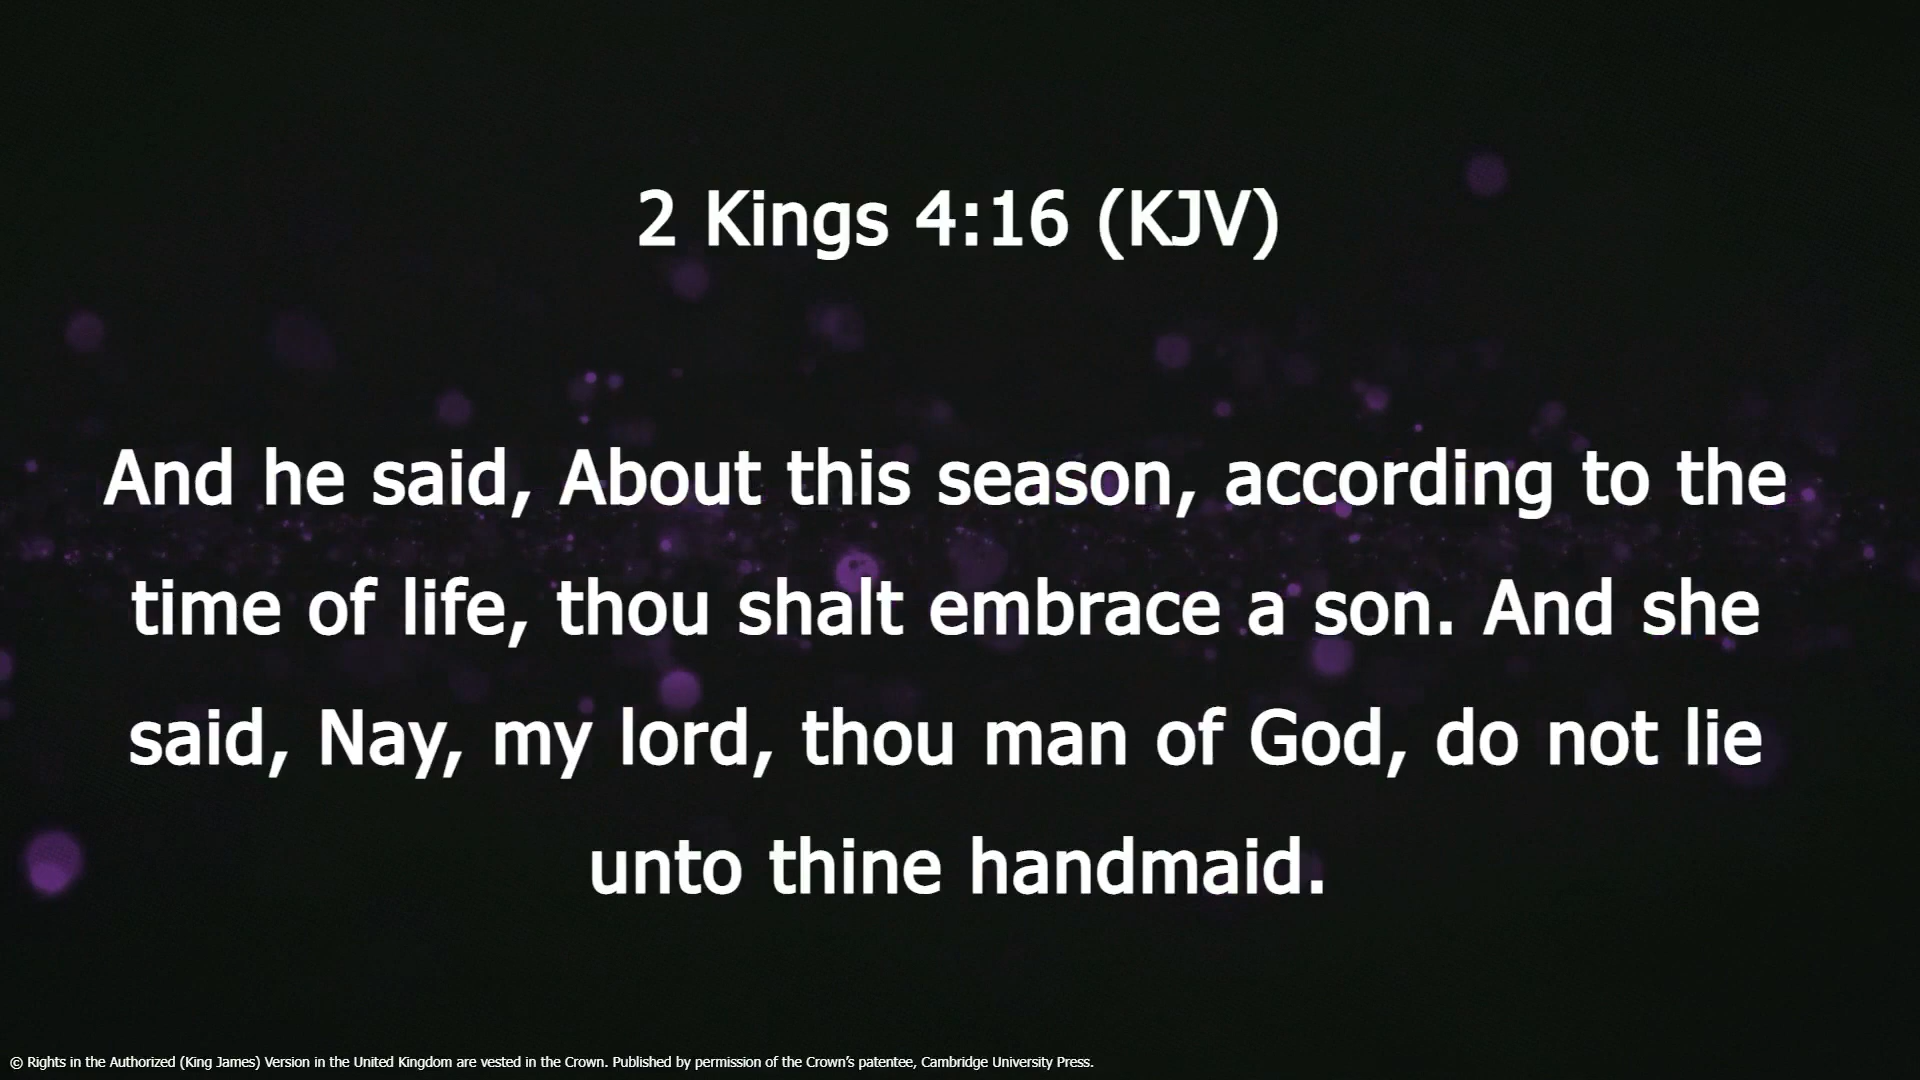 2 Kings 4:16 (KJV)
And he said, About this season, according to the
time of life, thou shalt embrace a son. And she
said, Nay, my lord, thou man of God, do not lie
unto thine handmaid.
© Rights in the Authorized (King James) Version in the United Kingdom are vested in the Crown. Published by permission of the Crown’s patentee, Cambridge University Press.